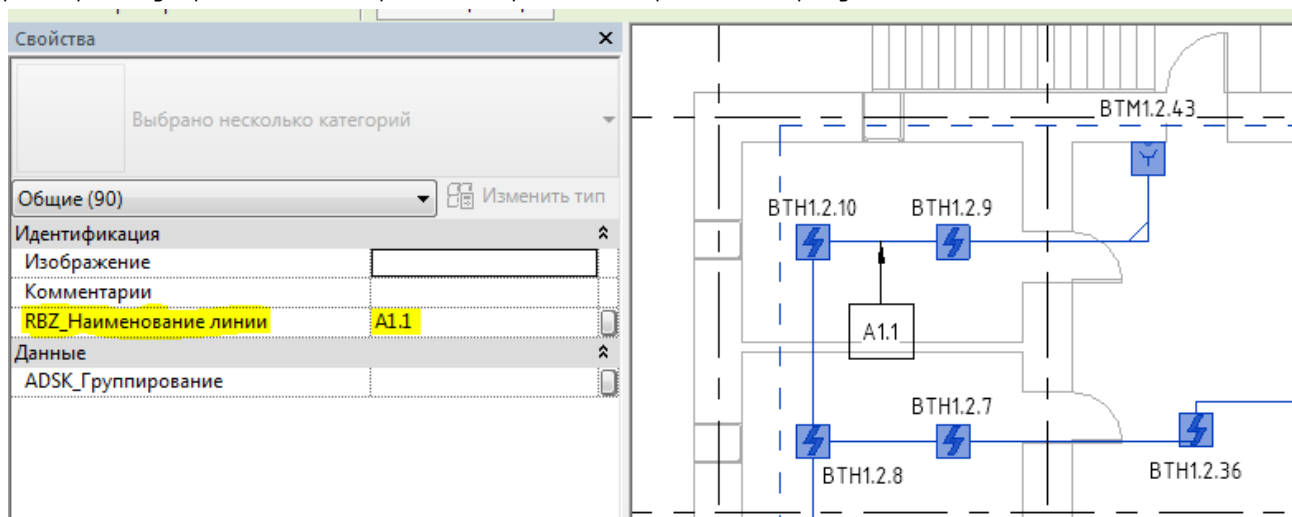 Свойства
Выбрано несколько категорий
Общие (90)
Изменить тип
Идентификация
Изображение
Комментарии
RBZ_Наименование линии A1.1
Данные
ADSK_Группирование
BTM1.2.43
BTH1.2.10 BTH1.2.9
A1.1
BTH1.2.7
BTH1.2.8
BTH1.2.36